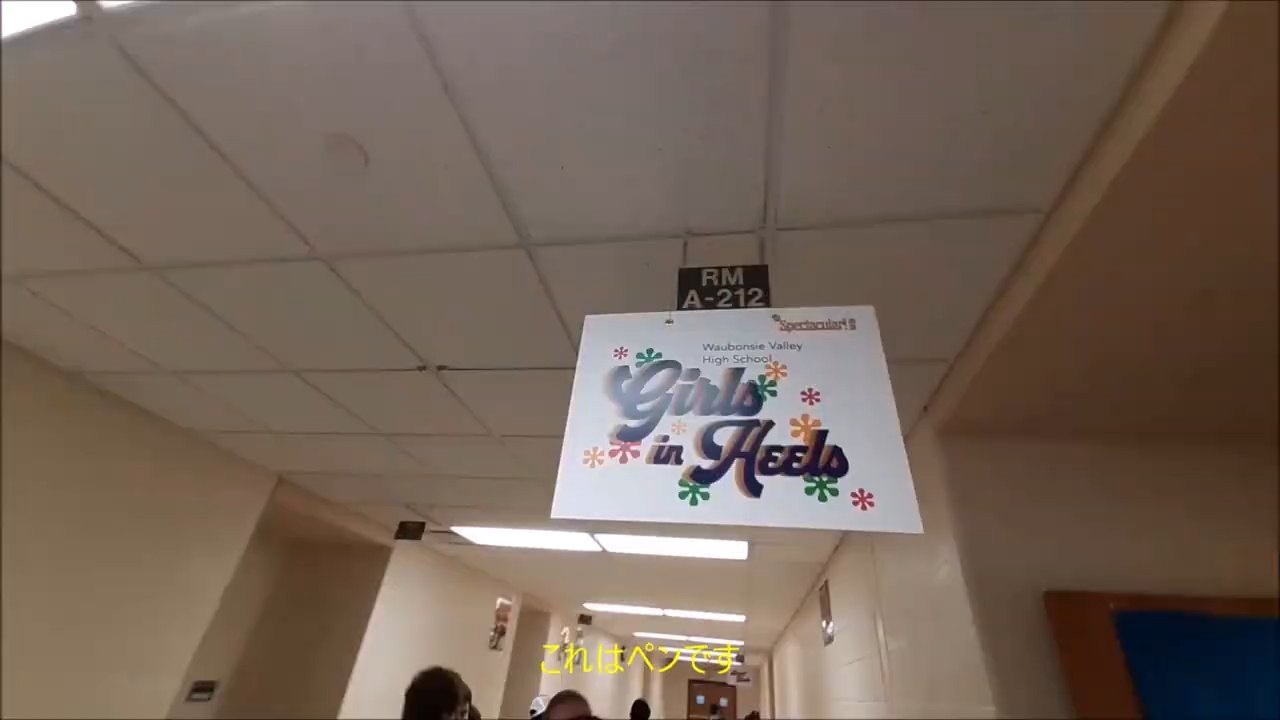 RM
A-212
Spectacular!
Waubonsie Valley
High School
Girls
in Heels
これはペンです